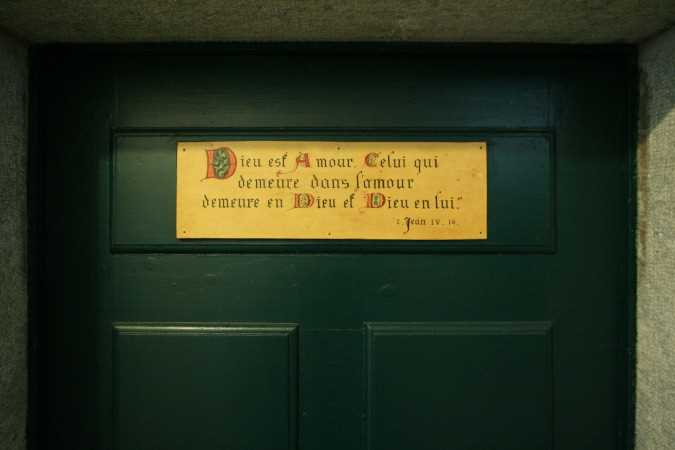 Dieu est Amour. Celui qui
demeure dans l'amour
demeure en Dieu et Dieu en lui."
1. Jean IV. 16.